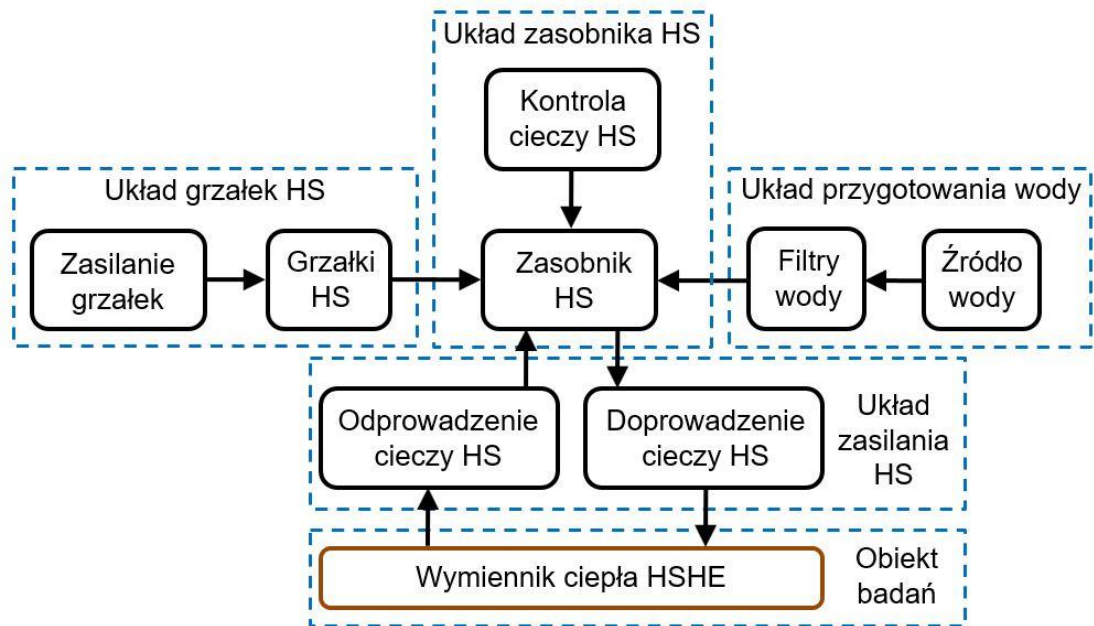 Układ zasobnika HS
Kontrola
cieczy HS
Układ grzałek HS
Układ przygotowania wody
Zasilanie
grzałek
Grzałki
HS
Zasobnik
HS
Filtry
wody
Źródło
wody
Odprowadzenie
cieczy HS
Doprowadzenie
cieczy HS
Układ
zasilania
HS
Wymiennik ciepła HSHE
Obiekt
badań